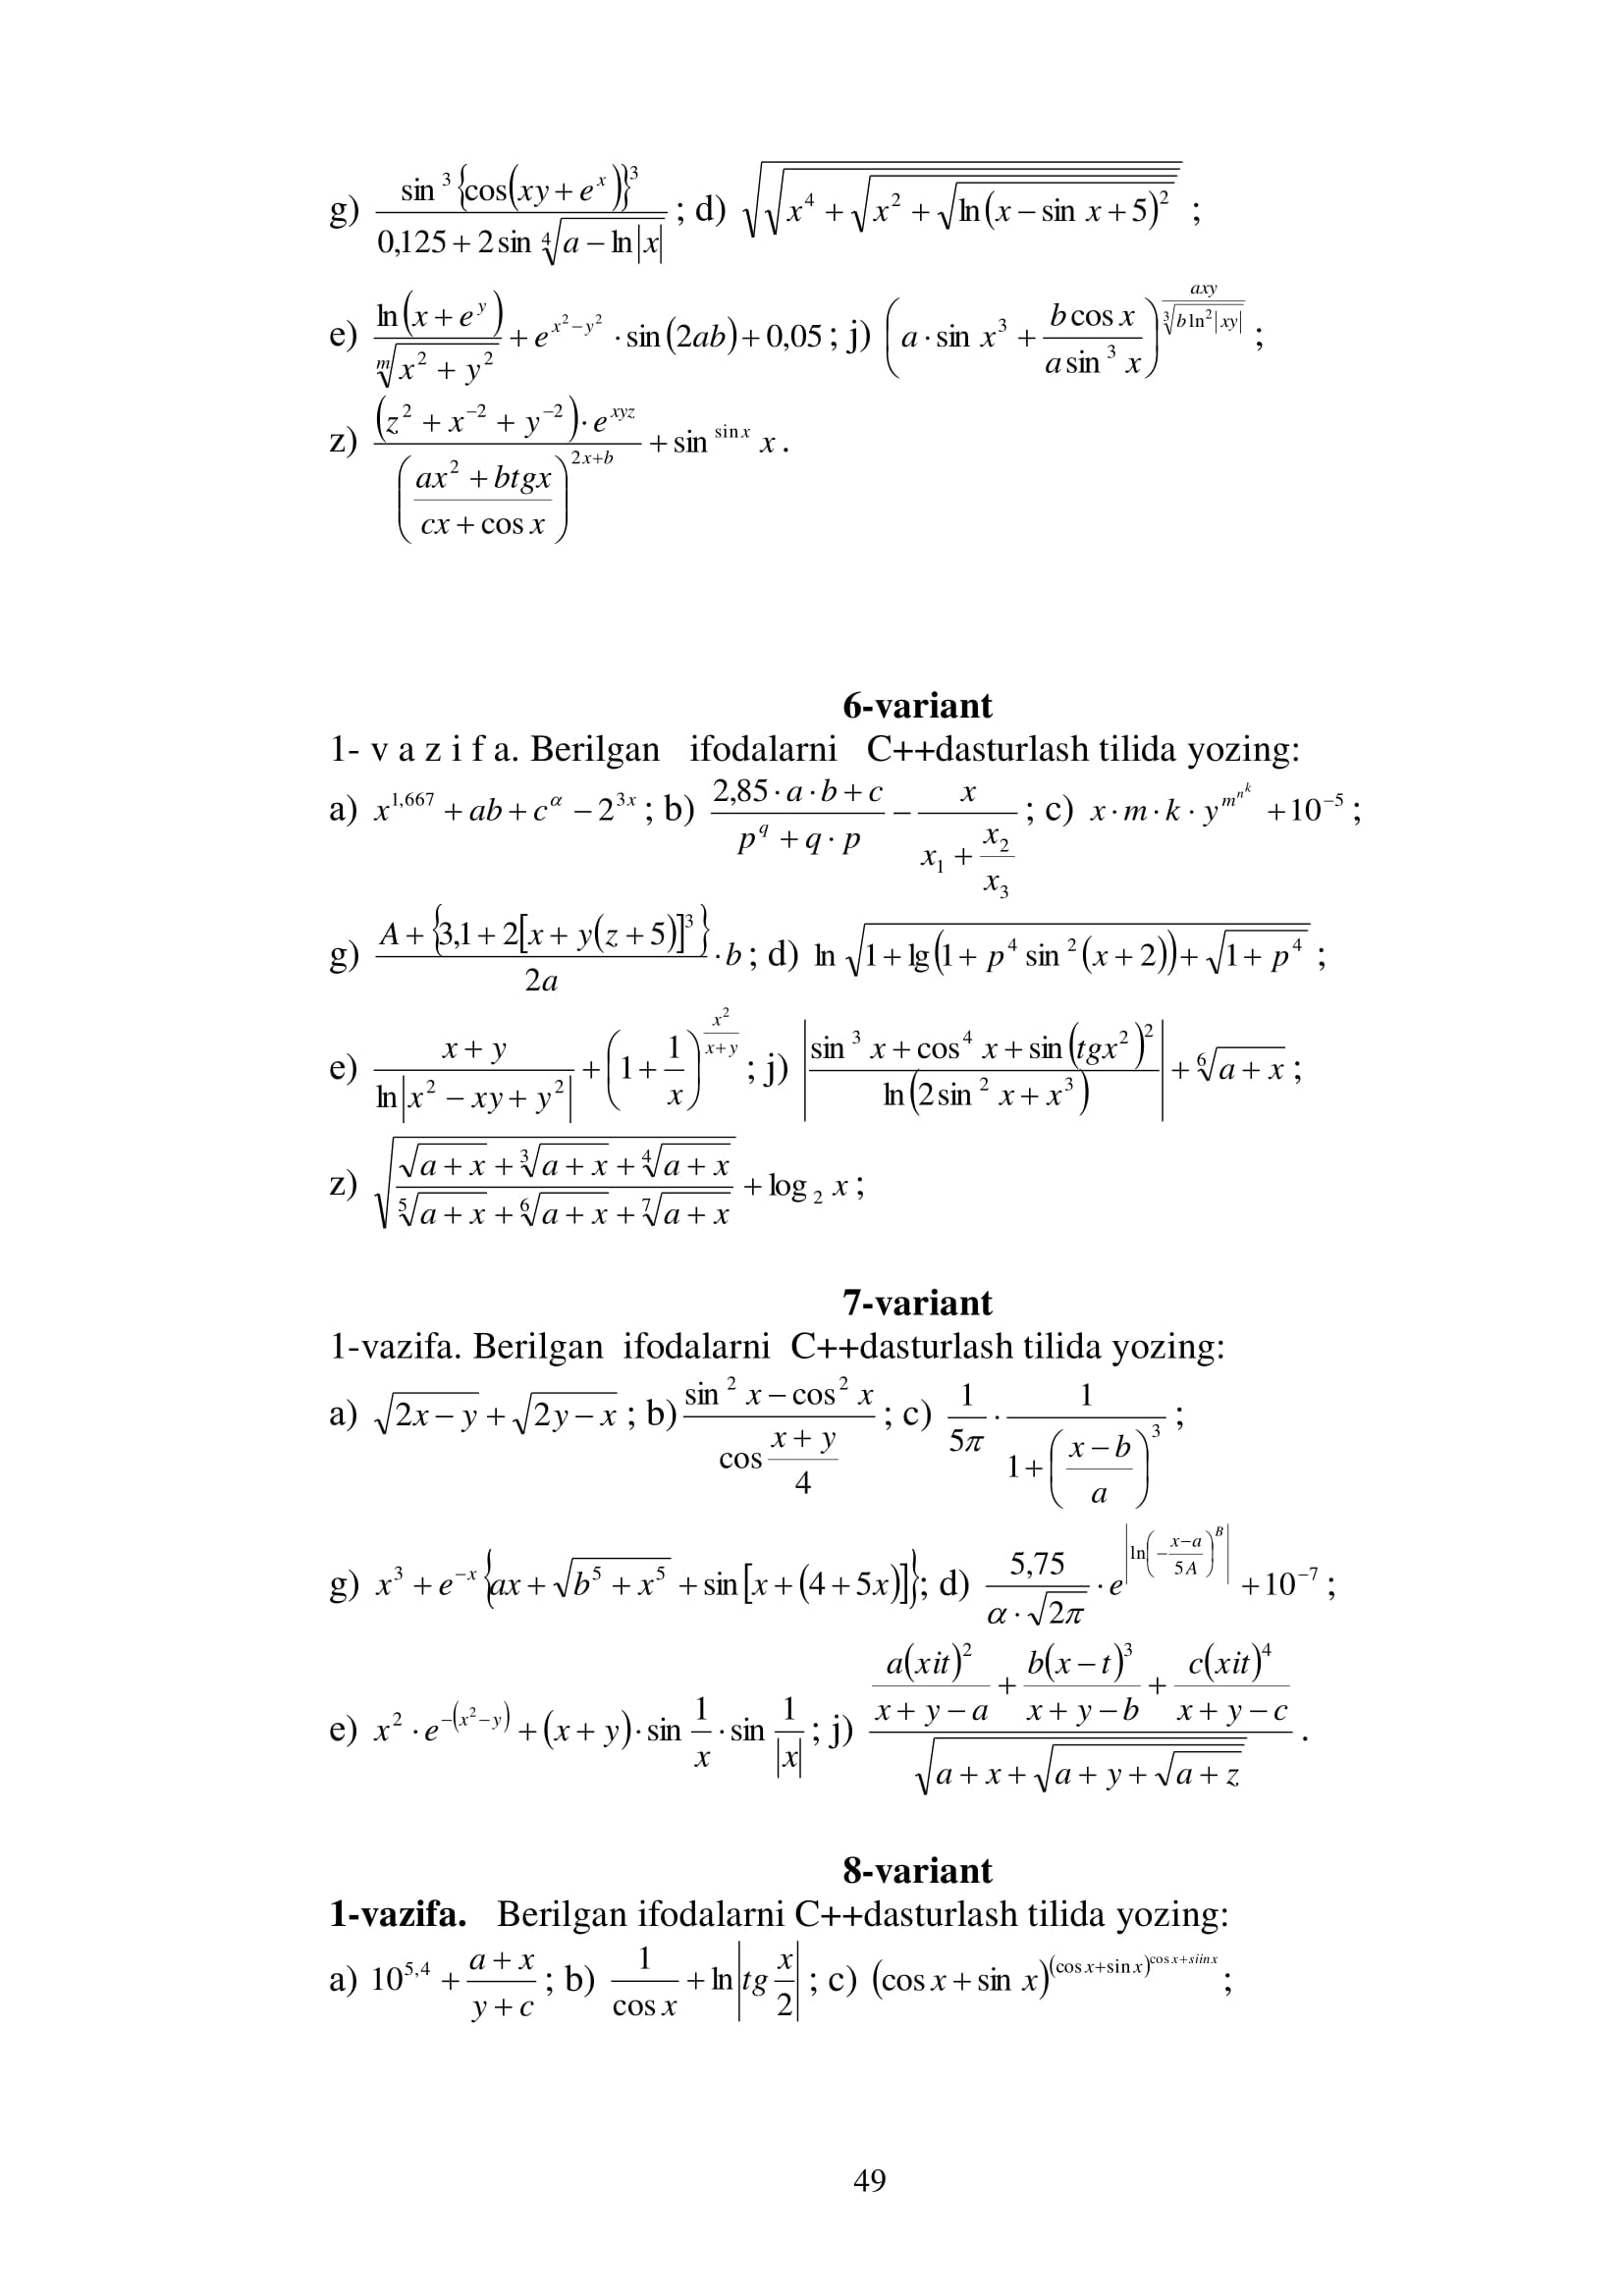 g) \frac{\sin^3\{\cos(xy+e^x)\}^3}{0,125+2\sin\sqrt[4]{a-\ln|x|}}; d) \sqrt{\sqrt{x^4+\sqrt{x^2+\sqrt{\ln(x-\sin x+5)^2}}}};
e) \frac{\ln(x+e^y)}{\sqrt[m]{x^2+y^2}}+e^{x^2-y^2}\cdot\sin(2ab)+0,05; j) \left(a\cdot\sin x^3+\frac{b\cos x}{a\sin^3 x}\right)^{\frac{axy}{\sqrt[3]{b\ln^2|xy|}}};
z) \frac{(z^2+x^{-2}+y^{-2})\cdot e^{xyz}}{\left(\frac{ax^2+btgx}{cx+\cos x}\right)^{2x+b}}+\sin^{\sin x}x.
6-variant
1- v a z i f a. Berilgan ifodalarni C++dasturlash tilida yozing:
a) x^{1,667}+ab+c^{\alpha}-2^{3x}; b) \frac{2,85\cdot a\cdot b+c}{p^q+q\cdot p}-\frac{x}{x_1+\frac{x_2}{x_3}}; c) x\cdot m\cdot k\cdot y^{m^{n^k}}+10^{-5};
g) \frac{A+\{3,1+2[x+y(z+5)]^3\}}{2a}\cdot b; d) \ln\sqrt{1+\lg(1+p^4\sin^2(x+2))+\sqrt{1+p^4}};
e) \frac{x+y}{\ln|x^2-xy+y^2|}+\left(1+\frac{1}{x}\right)^{\frac{x^2}{x+y}}; j) \left|\frac{\sin^3 x+\cos^4 x+\sin(tgx^2)^2}{\ln(2\sin^2 x+x^3)}\right|+\sqrt[6]{a+x};
z) \sqrt{\frac{\sqrt{a+x}+\sqrt[3]{a+x}+\sqrt[4]{a+x}}{\sqrt[5]{a+x}+\sqrt[6]{a+x}+\sqrt[7]{a+x}}}+\log_2 x;
7-variant
1-vazifa. Berilgan ifodalarni C++dasturlash tilida yozing:
a) \sqrt{2x-y}+\sqrt{2y-x}; b) \frac{\sin^2 x-\cos^2 x}{\cos\frac{x+y}{4}}; c) \frac{1}{5\pi}\cdot\frac{1}{1+\left(\frac{x-b}{a}\right)^3};
g) x^3+e^{-x}\{ax+\sqrt{b^5+x^5}+\sin[x+(4+5x)]\}; d) \frac{5,75}{\alpha\cdot\sqrt{2\pi}}\cdot e^{\left|\ln\left(-\frac{x-a}{5A}\right)^B\right|}+10^{-7};
e) x^2\cdot e^{-(x^2-y)}+(x+y)\cdot\sin\frac{1}{x}\cdot\sin\frac{1}{|x|}; j) \frac{\frac{a(xit)^2}{x+y-a}+\frac{b(x-t)^3}{x+y-b}+\frac{c(xit)^4}{x+y-c}}{\sqrt{a+x+\sqrt{a+y+\sqrt{a+z}}}}.
8-variant
1-vazifa. Berilgan ifodalarni C++dasturlash tilida yozing:
a) 10^{5,4}+\frac{a+x}{y+c}; b) \frac{1}{\cos x}+\ln\left|tg\frac{x}{2}\right|; c) (\cos x+\sin x)^{(\cos x+\sin x)^{\cos x+siinx}};
49